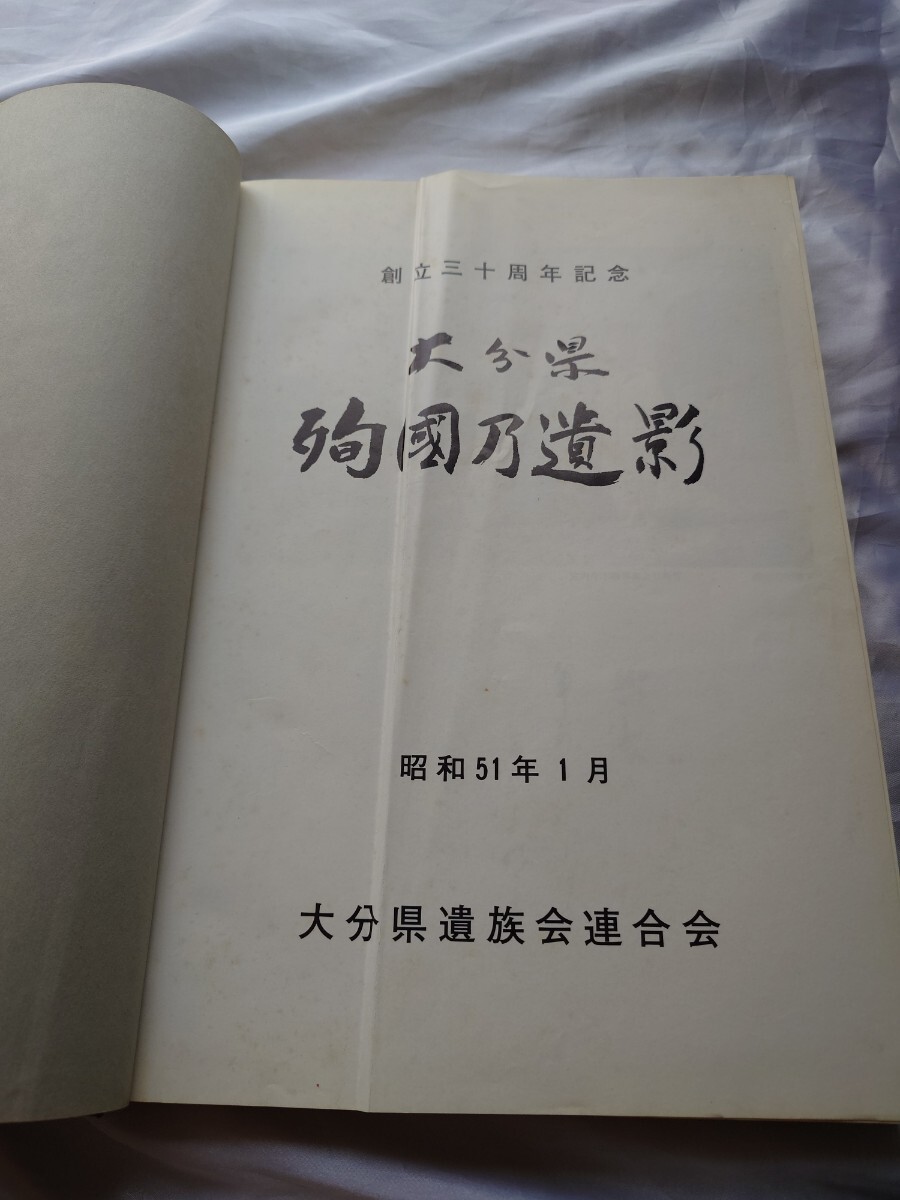 創立三十周年記念
大分県
殉國乃遺影
昭和51年1月
大分県遺族会連合会